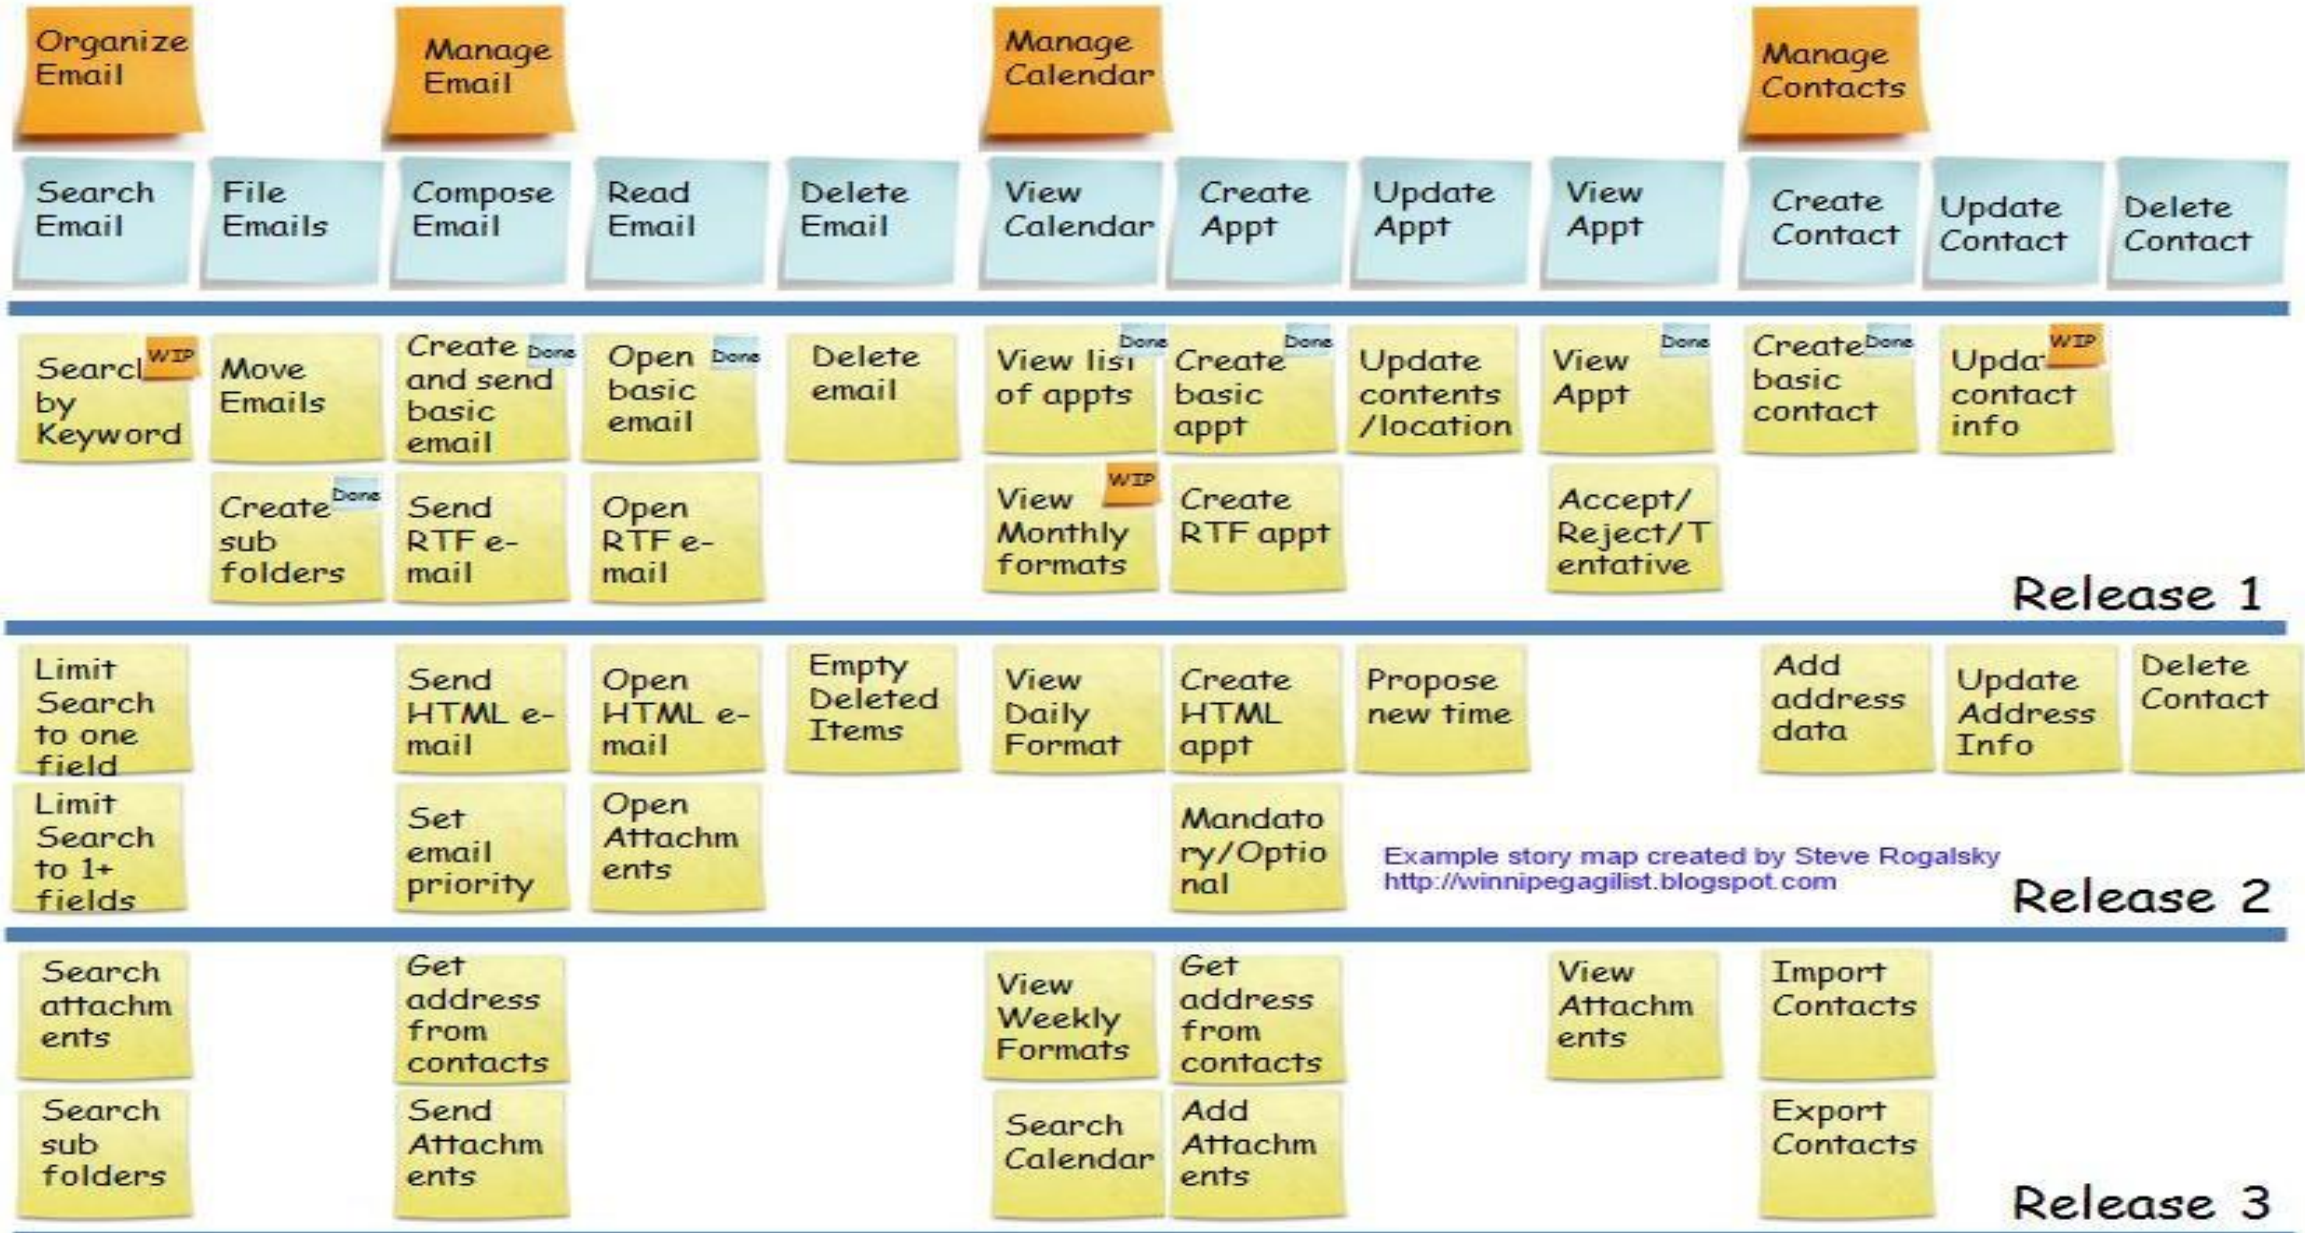 Organize
Email
Manage
Email
Manage
Calendar
Manage
Contacts
Search
Email
File
Emails
Compose
Email
Read
Email
Delete
Email
View
Calendar
Create
Appt
Update
Appt
View
Appt
Create
Contact
Update
Contact
Delete
Contact
Search
by
Keyword
WIP
Move
Emails
Create
and send
basic
email
Done
Open
basic
email
Done
Delete
email
View list
of appts
Done
Create
basic
appt
Done
Update
contents
/location
View
Appt
Done
Create
basic
contact
Done
Updat
contact
info
WIP
Create
sub
folders
Done
Send
RTF e-
mail
Open
RTF e-
mail
View
Monthly
formats
WIP
Create
RTF appt
Accept/
Reject/T
entative
Release 1
Limit
Search
to one
field
Send
HTML e-
mail
Open
HTML e-
mail
Empty
Deleted
Items
View
Daily
Format
Create
HTML
appt
Propose
new time
Add
address
data
Update
Address
Info
Delete
Contact
Limit
Search
to 1+
fields
Set
email
priority
Open
Attachm
ents
Mandato
ry/Optio
nal
Example story map created by Steve Rogalsky
http://winnipegagilist.blogspot.com
Release 2
Search
attachm
ents
Get
address
from
contacts
View
Weekly
Formats
Get
address
from
contacts
View
Attachm
ents
Import
Contacts
Search
sub
folders
Send
Attachm
ents
Search
Calendar
Add
Attachm
ents
Export
Contacts
Release 3